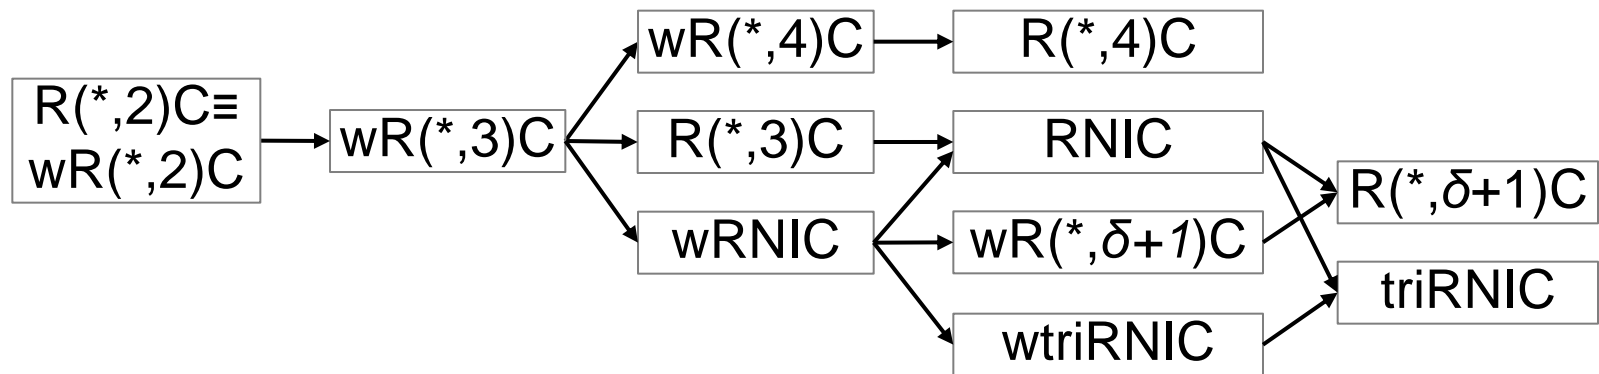 R(*,2)C≡
wR(*,2)C
wR(*,3)C
wR(*,4)C
R(*,3)C
wRNIC
R(*,4)C
RNIC
wR(*,δ+1)C
wtriRNIC
R(*,δ+1)C
triRNIC